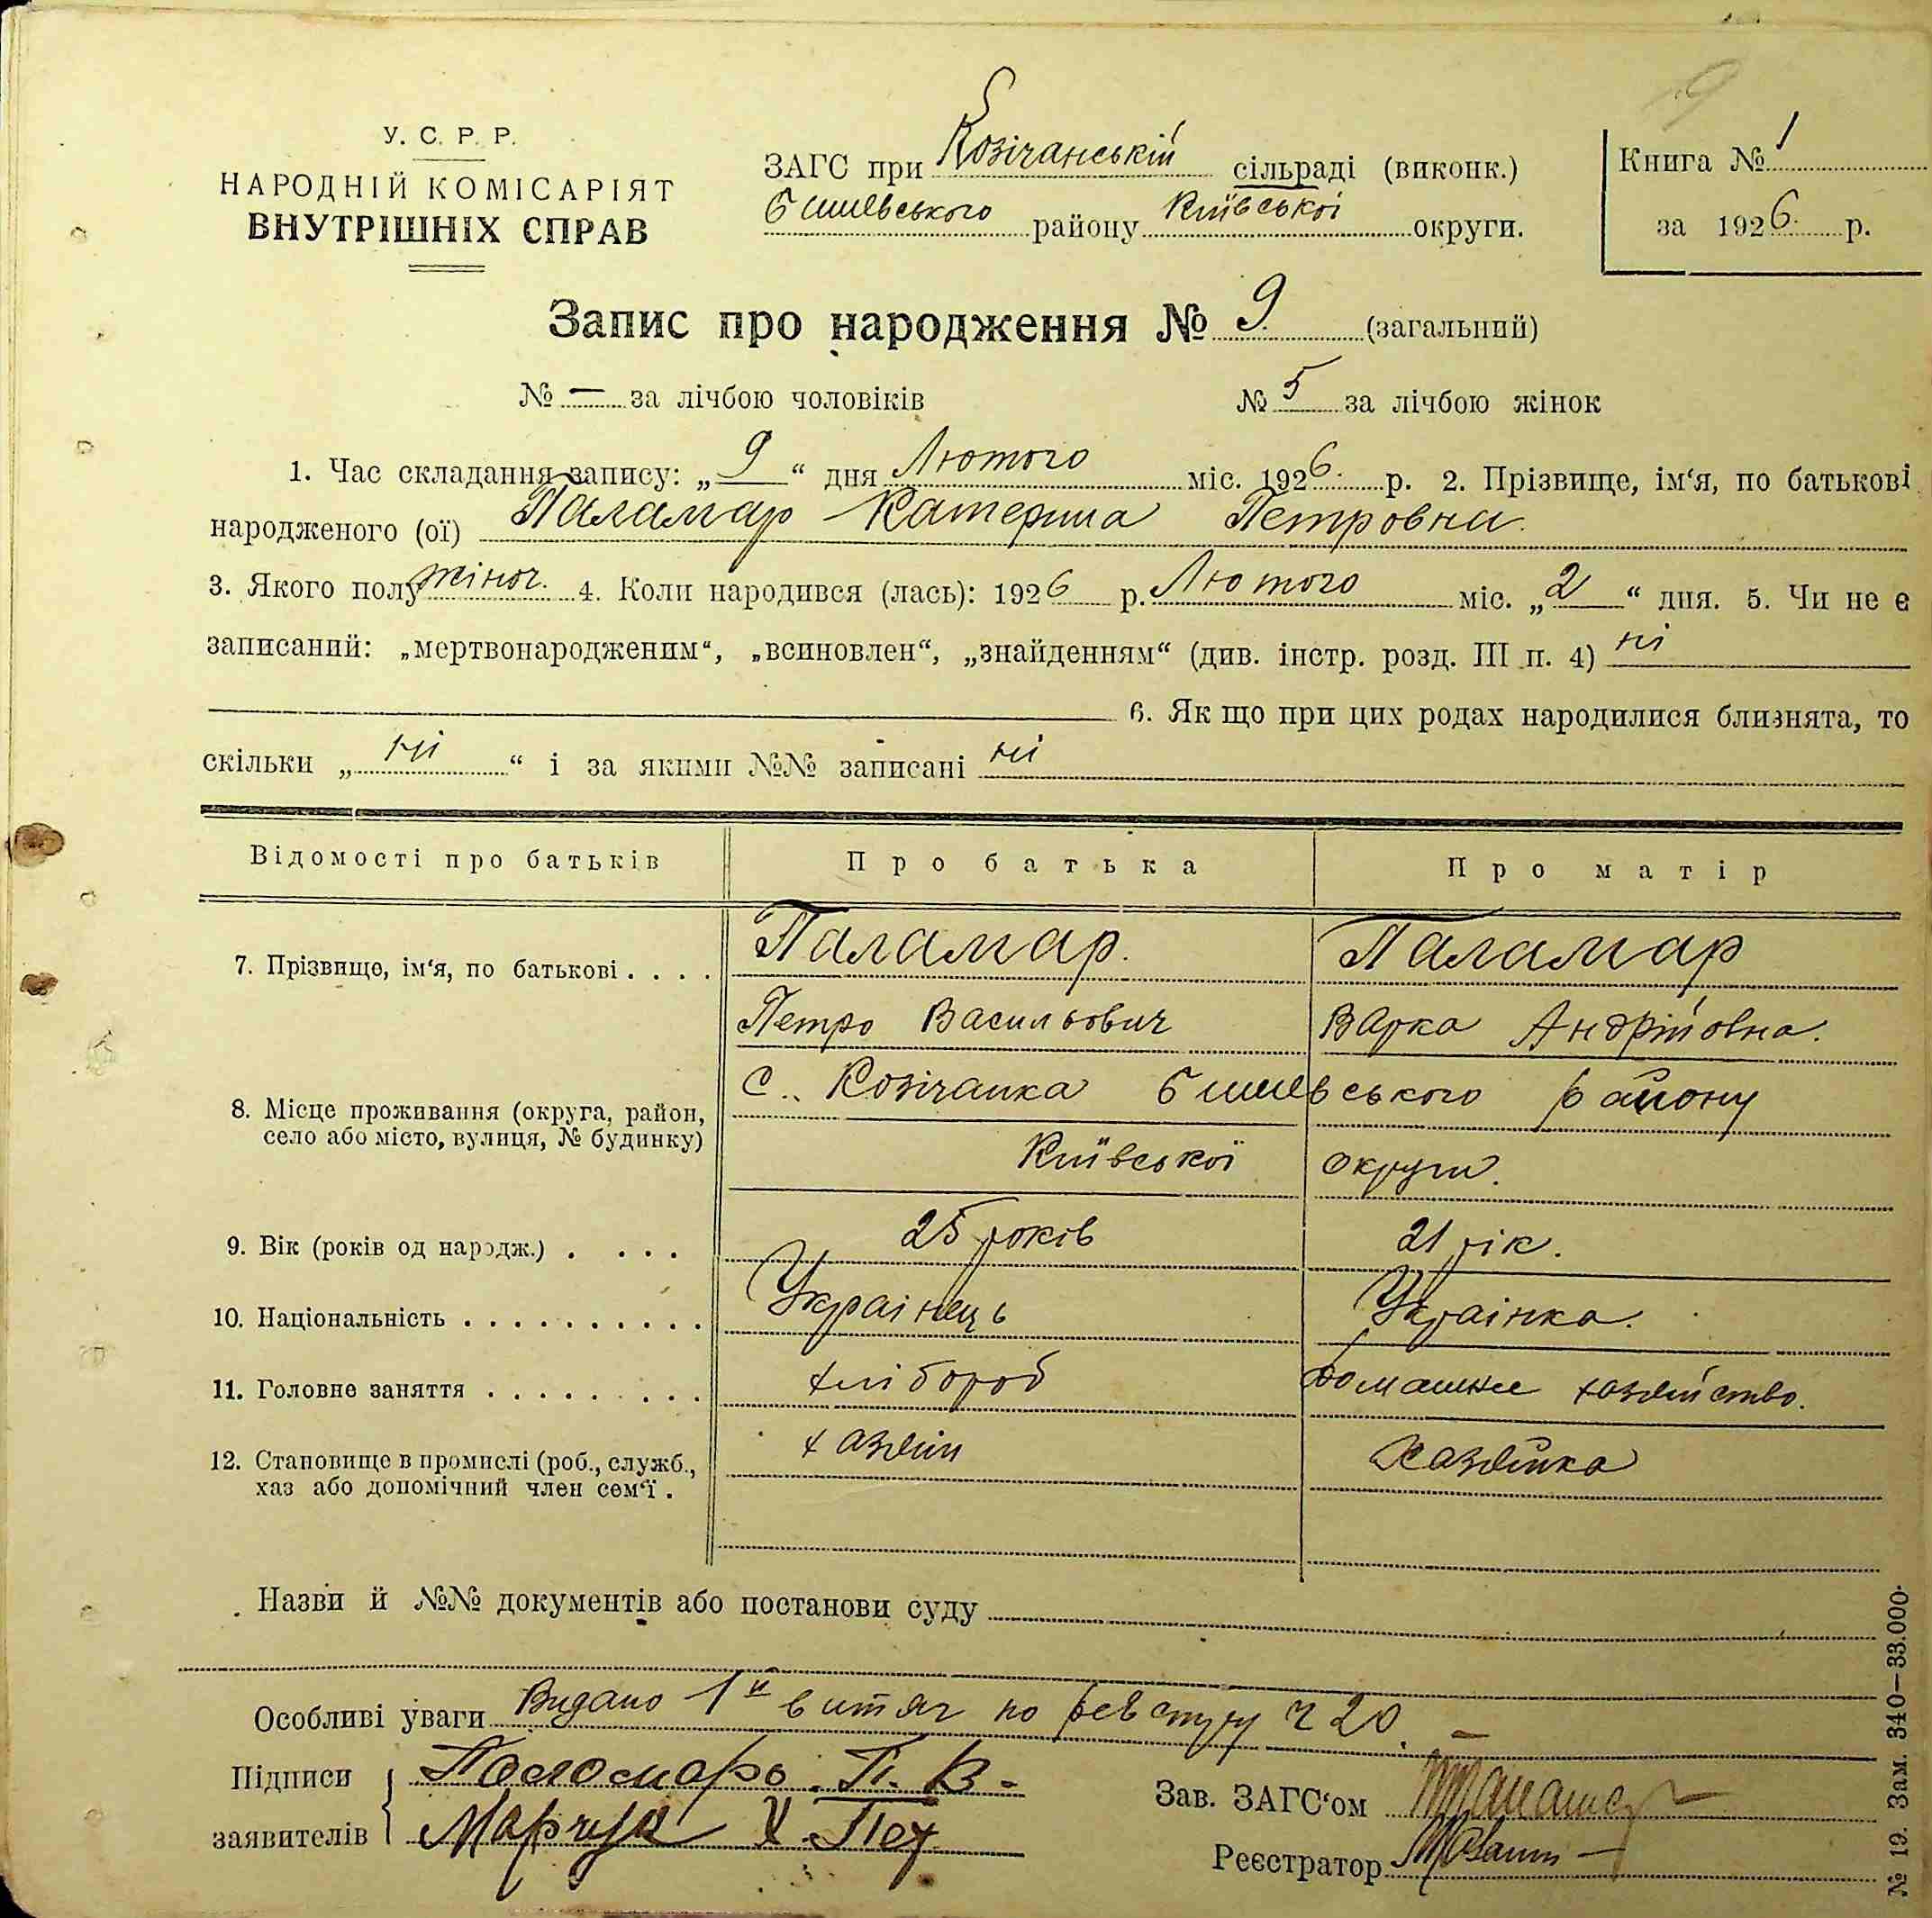 У. С. Р. Р.
НАРОДНІЙ КОМІСАРІЯТ
ВНУТРІШНІХ СПРАВ
ЗАГС при Козічанській сільраді (виконк.)
Бишевського району Київської округи.
Книга № 1
за 1926 р.
9
Запис про народження № 9 (загальний)
№ — за лічбою чоловіків № 5 за лічбою жінок
1. Час складання запису: „9“ дня Лютого міс. 1926 р. 2. Прізвище, ім‘я, по батькові
народженого (ої) Паламар Катерина Петровна.
3. Якого полу жіноч. 4. Коли народився (лась): 1926 р. Лютого міс. „2“ дня. 5. Чи не є
записаний: „мертвонародженим“, „всиновлен“, „знайденням“ (див. інстр. розд. III п. 4) ні
6. Як що при цих родах народилися близнята, то
скільки „ні“ і за якими №№ записані ні
Відомості про батьків Про батька Про матір
7. Прізвище, ім‘я, по батькові . . . . Паламар. Паламар
Петро Васильович Варка Андрійовна.
8. Місце проживання (округа, район, село або місто, вулиця, № будинку) с. Козічанка Бишевського району
Київської округи.
9. Вік (років од народж.) . . . . 25 років 21 рік.
10. Національність . . . . . . . . . . Українець Українка.
11. Головне заняття . . . . . . . . . хлібороб домашнее хозяйство.
12. Становище в промислі (роб., служб., хаз або допомічний член сем‘ї . хазяїн Хазяйка
Назви й №№ документів або постанови суду
Особливі уваги Видано 1й витяг по реєстру ч 20.
Підписи заявителів { Поломарь. П. В.
Марчук Х.
Зав. ЗАГС‘ом
Реєстратор
№ 19. Зам. 340—33.000.